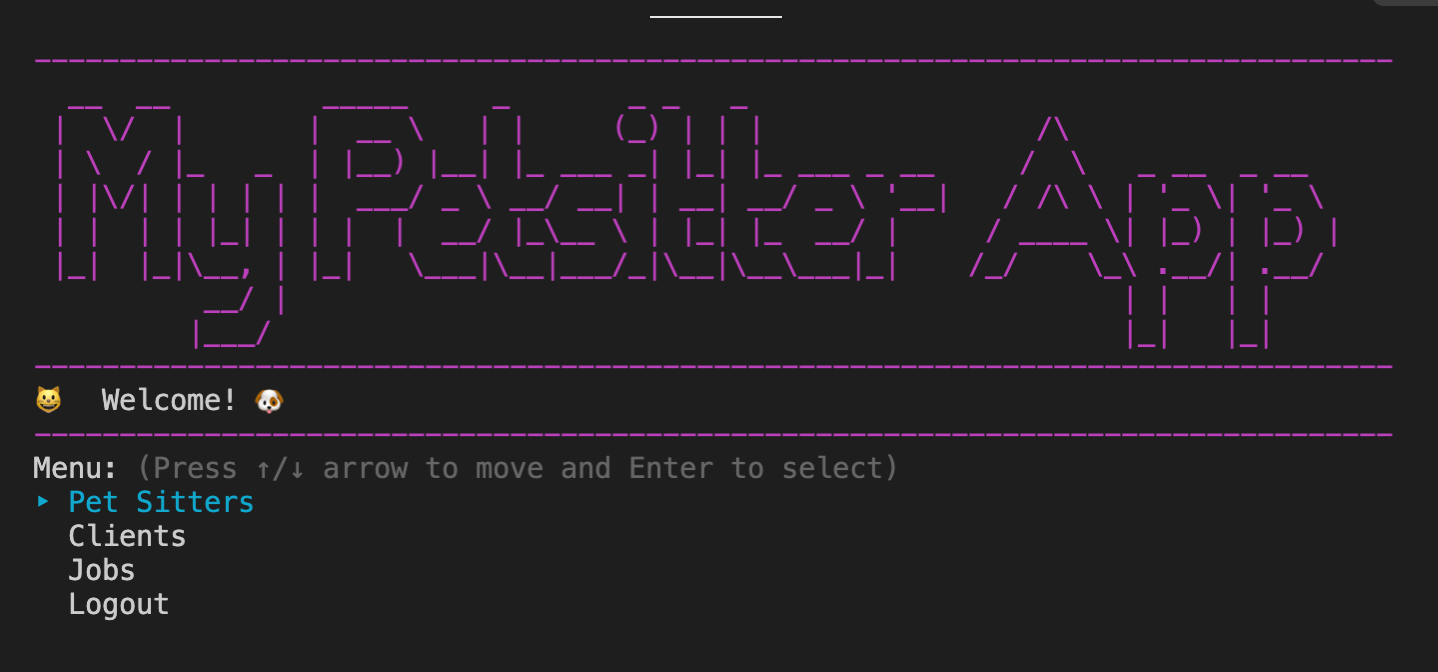 My Petsitter App
😺  Welcome! 🐶
Menu: (Press ↑/↓ arrow to move and Enter to select)
‣ Pet Sitters
Clients
Jobs
Logout